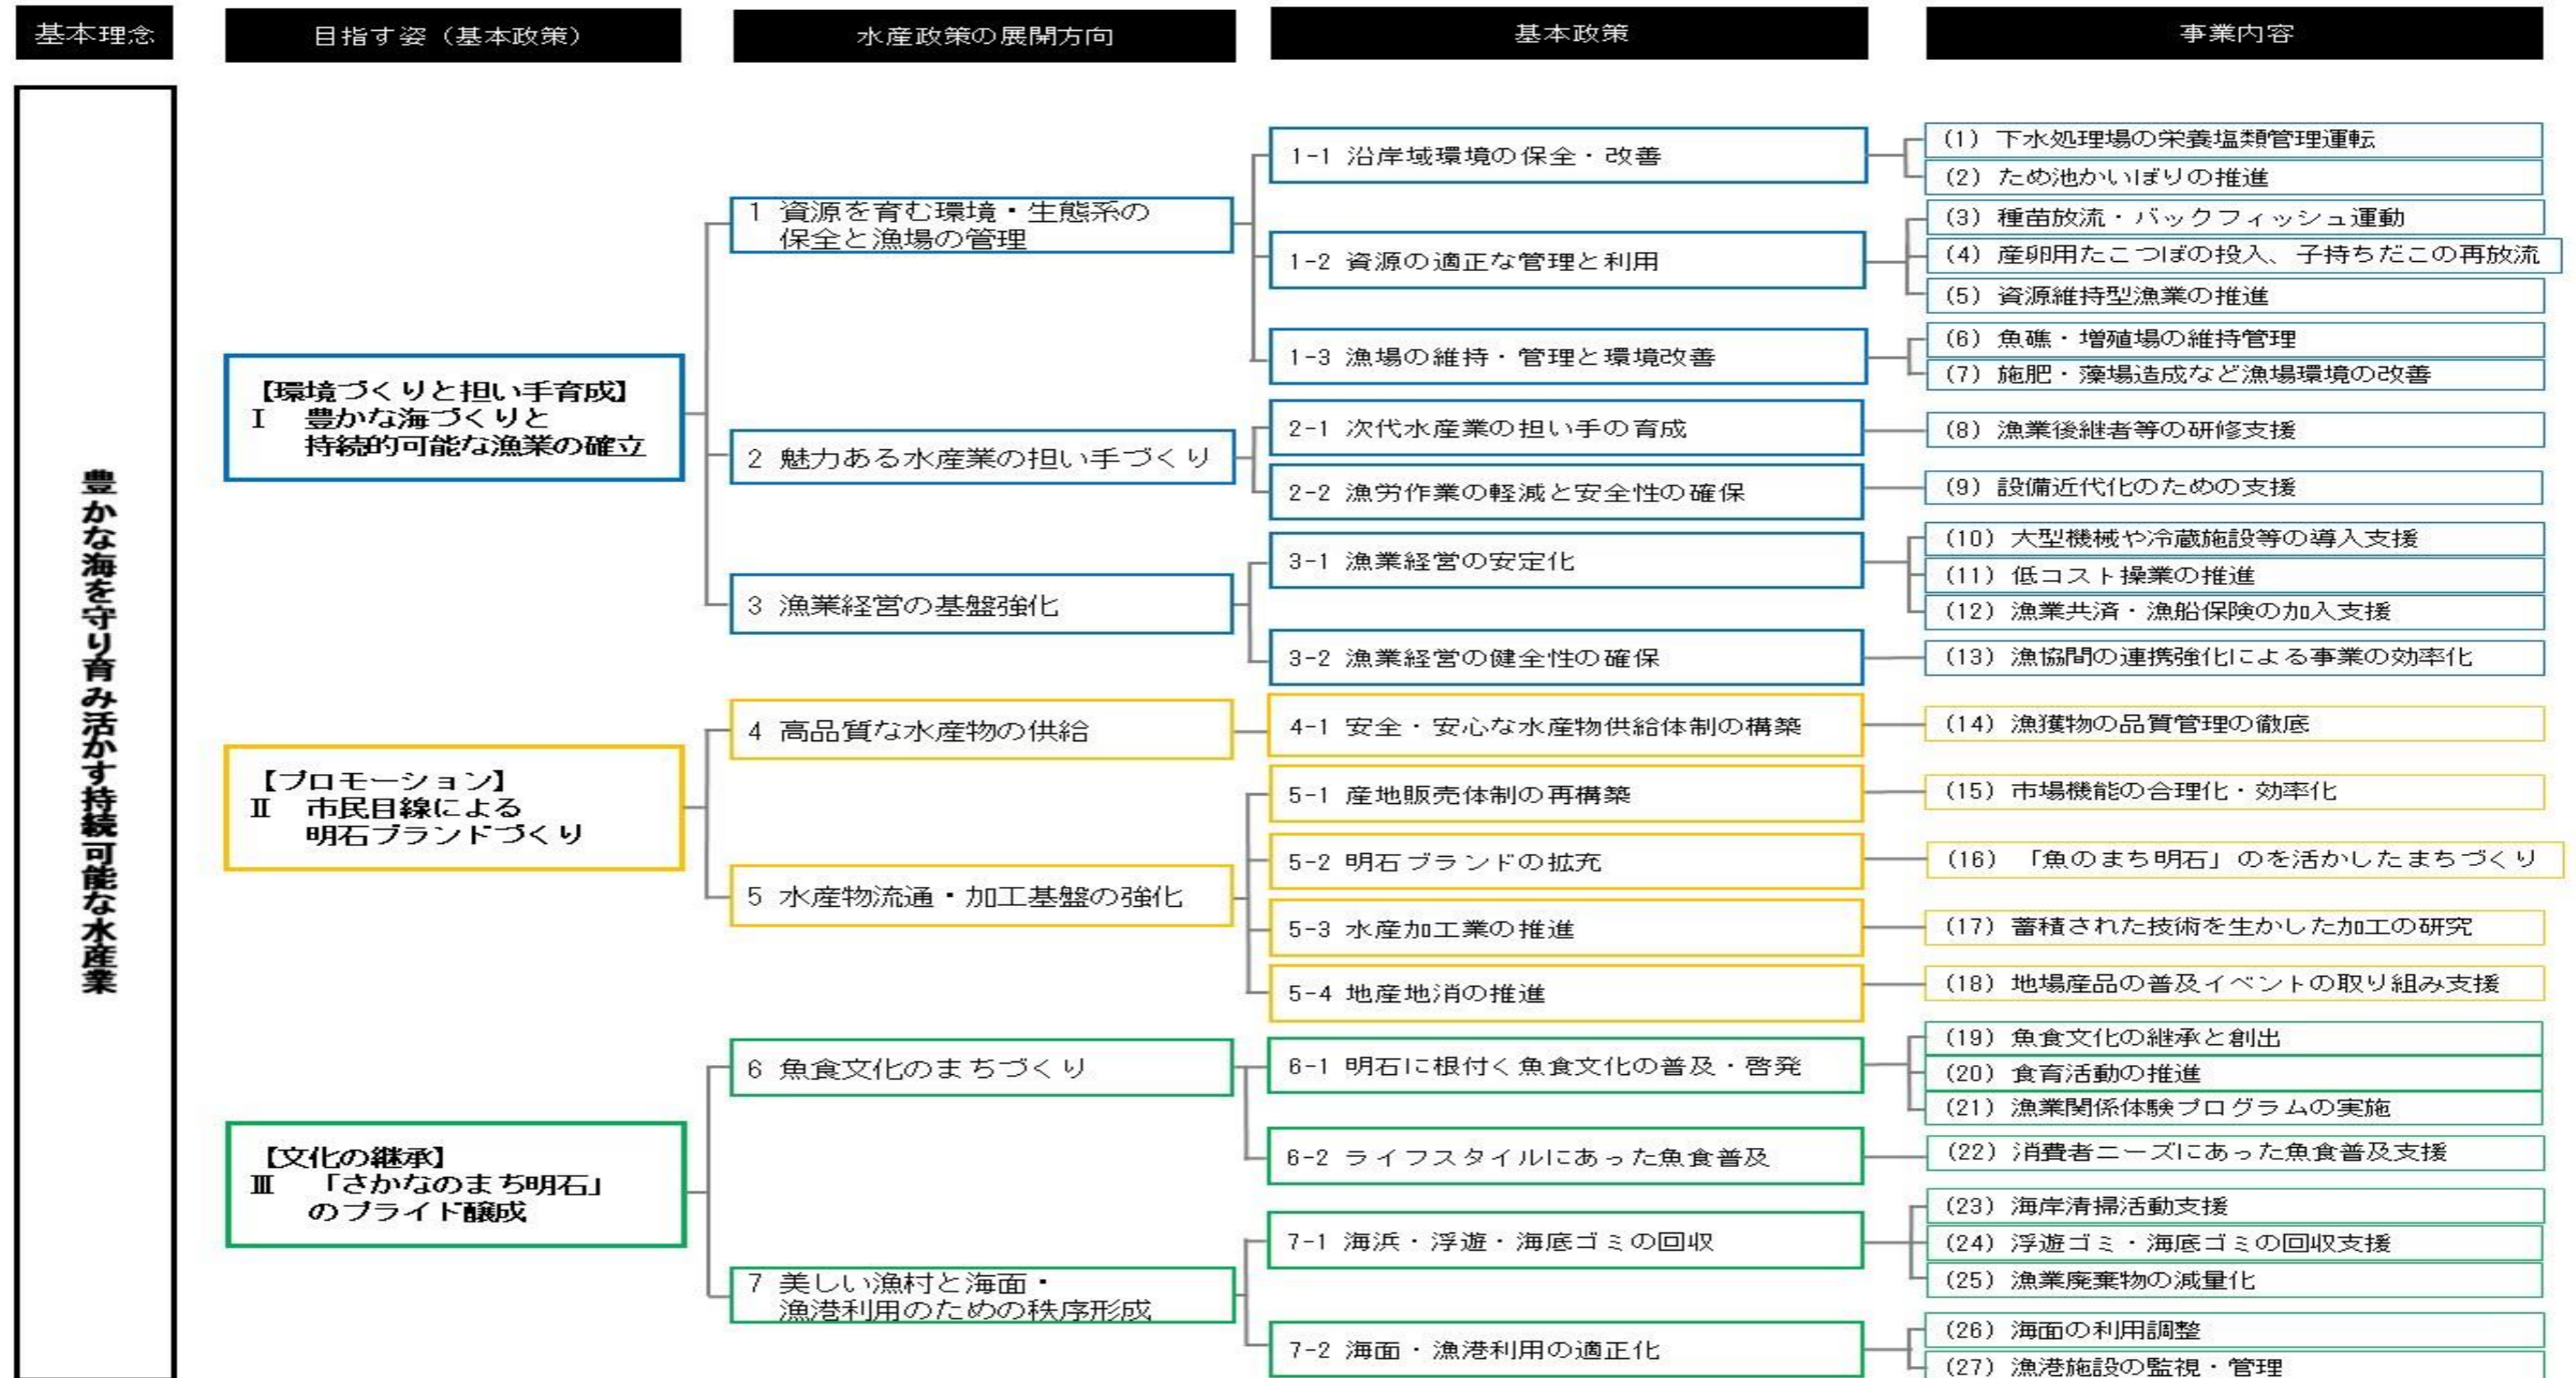 基本理念
目指す姿（基本政策）
水産政策の展開方向
基本政策
事業内容
豊かな海を守り育み活かす持続可能な水産業
【環境づくりと担い手育成】
Ⅰ 豊かな海づくりと
持続的可能な漁業の確立
1 資源を育む環境・生態系の
保全と漁場の管理
1-1 沿岸域環境の保全・改善
(1) 下水処理場の栄養塩類管理運転
(2) ため池かいぼりの推進
1-2 資源の適正な管理と利用
(3) 種苗放流・バックフィッシュ運動
(4) 産卵用たこつぼの投入、子持ちだこの再放流
(5) 資源維持型漁業の推進
1-3 漁場の維持・管理と環境改善
(6) 魚礁・増殖場の維持管理
(7) 施肥・藻場造成など漁場環境の改善
2 魅力ある水産業の担い手づくり
2-1 次代水産業の担い手の育成
(8) 漁業後継者等の研修支援
2-2 漁労作業の軽減と安全性の確保
(9) 設備近代化のための支援
3 漁業経営の基盤強化
3-1 漁業経営の安定化
(10) 大型機械や冷蔵施設等の導入支援
(11) 低コスト操業の推進
(12) 漁業共済・漁船保険の加入支援
3-2 漁業経営の健全性の確保
(13) 漁協間の連携強化による事業の効率化
【プロモーション】
Ⅱ 市民目線による
明石ブランドづくり
4 高品質な水産物の供給
4-1 安全・安心な水産物供給体制の構築
(14) 漁獲物の品質管理の徹底
5 水産物流通・加工基盤の強化
5-1 産地販売体制の再構築
(15) 市場機能の合理化・効率化
5-2 明石ブランドの拡充
(16) 「魚のまち明石」のを活かしたまちづくり
5-3 水産加工業の推進
(17) 蓄積された技術を生かした加工の研究
5-4 地産地消の推進
(18) 地場産品の普及イベントの取り組み支援
【文化の継承】
Ⅲ 「さかなのまち明石」
のプライド醸成
6 魚食文化のまちづくり
6-1 明石に根付く魚食文化の普及・啓発
(19) 魚食文化の継承と創出
(20) 食育活動の推進
(21) 漁業関係体験プログラムの実施
6-2 ライフスタイルにあった魚食普及
(22) 消費者ニーズにあった魚食普及支援
7 美しい漁村と海面・
漁港利用のための秩序形成
7-1 海浜・浮遊・海底ゴミの回収
(23) 海岸清掃活動支援
(24) 浮遊ゴミ・海底ゴミの回収支援
(25) 漁業廃棄物の減量化
7-2 海面・漁港利用の適正化
(26) 海面の利用調整
(27) 漁港施設の監視・管理